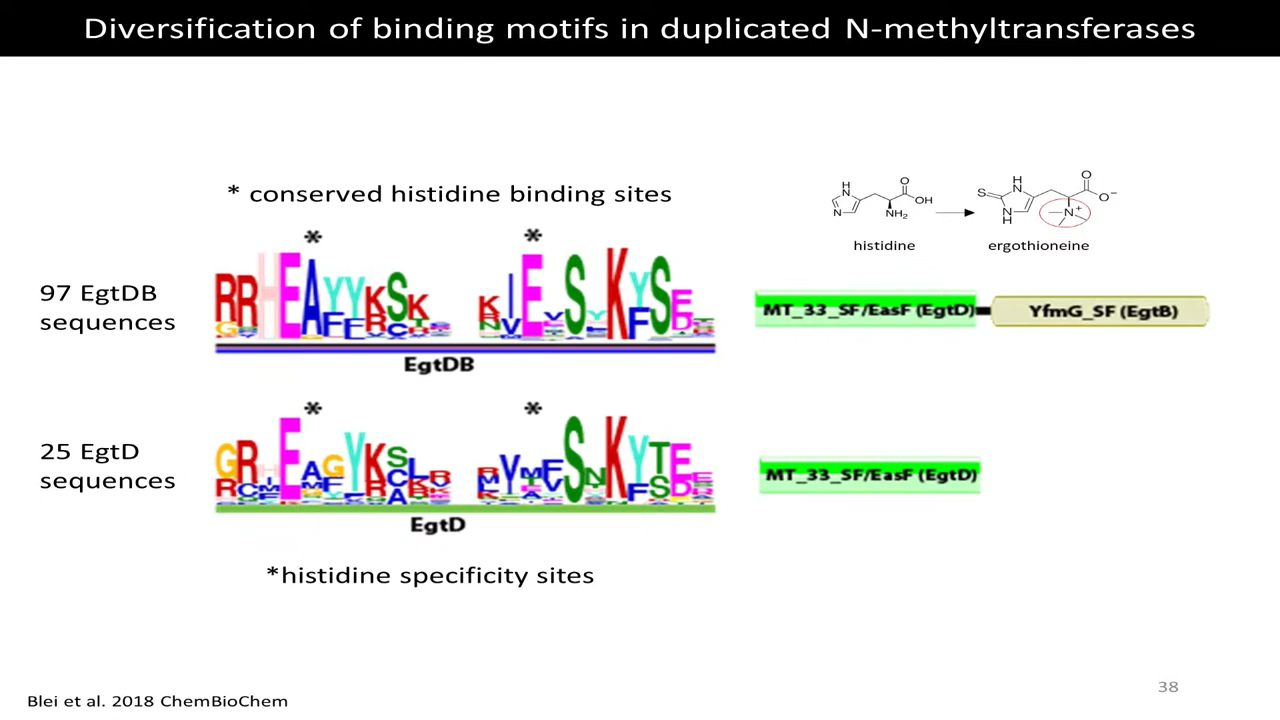 Diversification of binding motifs in duplicated N-methyltransferases
* conserved histidine binding sites
histidine
ergothioneine
97 EgtDB
sequences
* *
EgtDB
MT_33_SF/EasF (EgtD)
YfmG_SF (EgtB)
25 EgtD
sequences
* *
EgtD
MT_33_SF/EasF (EgtD)
*histidine specificity sites
Blei et al. 2018 ChemBioChem
38